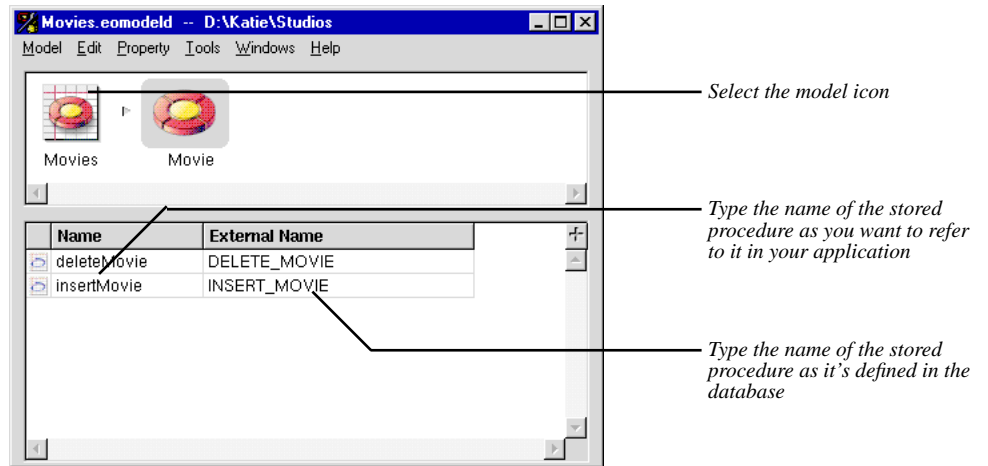 Movies.eomodeld -- D:\Katie\Studios
Model Edit Property Tools Windows Help
Movies
Movie
Select the model icon
Type the name of the stored
procedure as you want to refer
to it in your application
Name External Name
deleteMovie DELETE_MOVIE
insertMovie INSERT_MOVIE
Type the name of the stored
procedure as it's defined in the
database